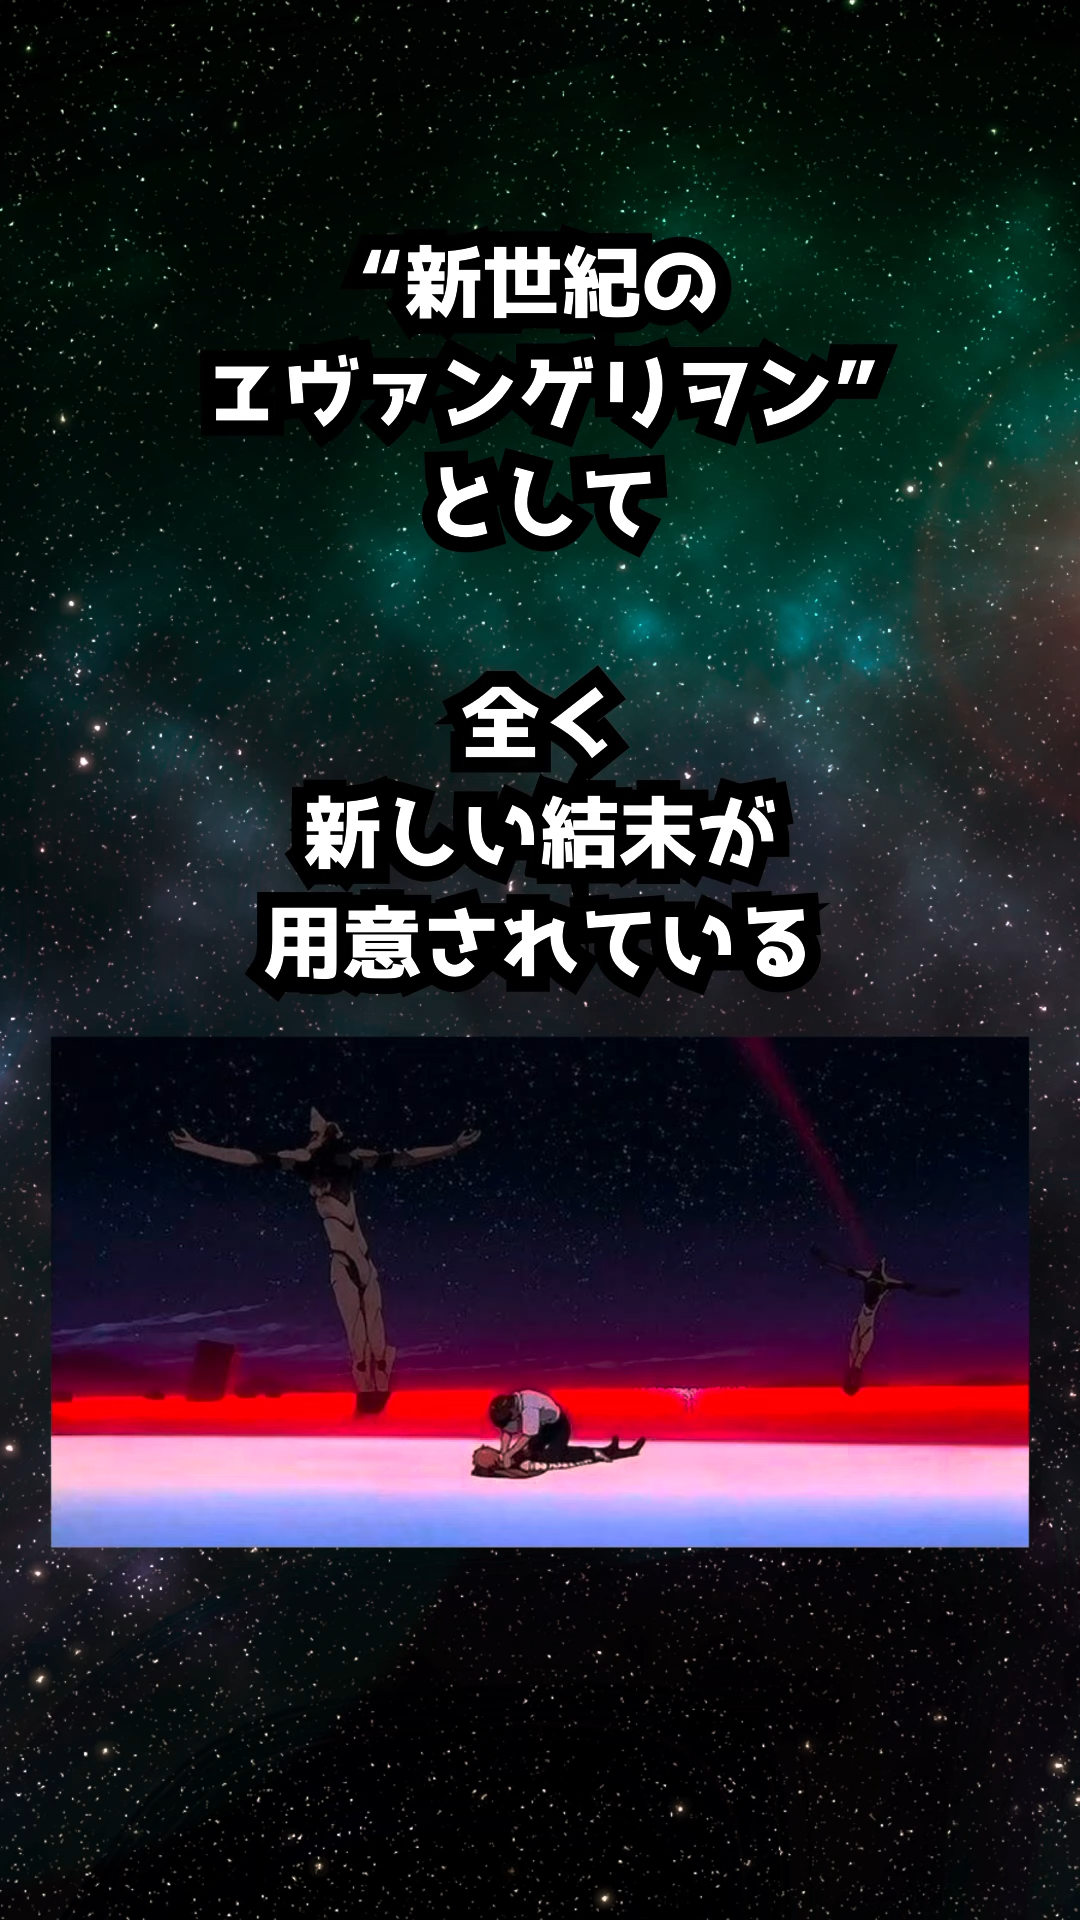 “新世紀の
ヱヴァンゲリヲン”
として
全く
新しい結末が
用意されている